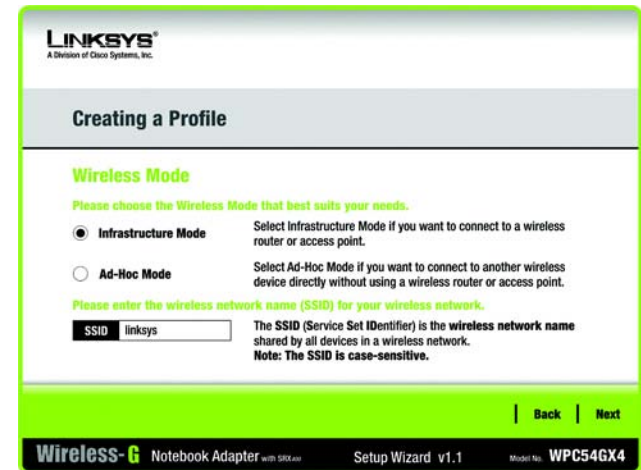 LINKSYS®
A Division of Cisco Systems, Inc.
Creating a Profile
Wireless Mode
Please choose the Wireless Mode that best suits your needs.
Infrastructure Mode
Select Infrastructure Mode if you want to connect to a wireless
router or access point.
Ad-Hoc Mode
Select Ad-Hoc Mode if you want to connect to another wireless
device directly without using a wireless router or access point.
Please enter the wireless network name (SSID) for your wireless network.
SSID linksys
The SSID (Service Set IDentifier) is the wireless network name
shared by all devices in a wireless network.
Note: The SSID is case-sensitive.
Back Next
Wireless-G Notebook Adapter with SRX400 Setup Wizard v1.1 Model No. WPC54GX4